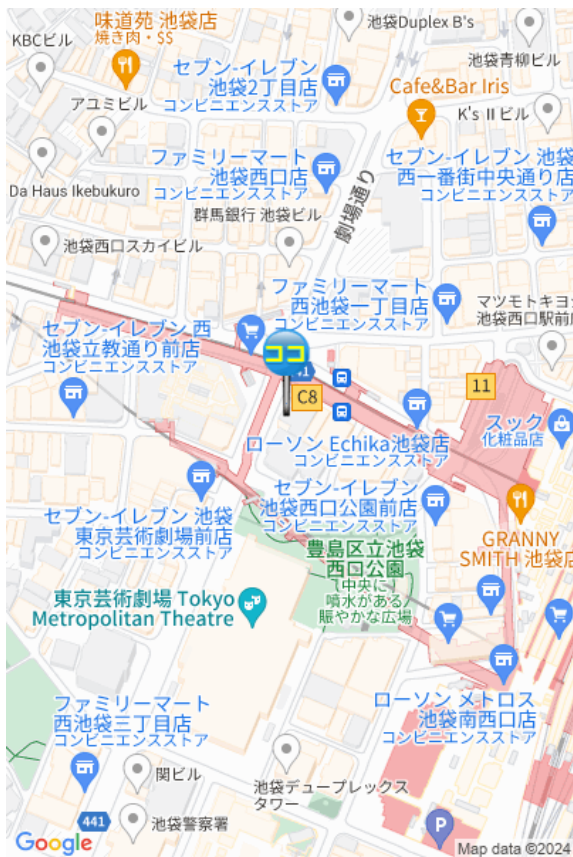 味道苑 池袋店
焼き肉・$$
池袋Duplex B's
KBCビル
セブン-イレブン
池袋2丁目店
コンビニエンスストア
池袋青柳ビル
Cafe&Bar Iris
アユミビル
K's Ⅱビル
ファミリーマート
池袋西口店
コンビニエンスストア
セブン-イレブン 池袋
西一番街中央通り店
コンビニエンスストア
Da Haus Ikebukuro
劇場通り
群馬銀行 池袋ビル
池袋西口スカイビル
ファミリーマート
西池袋一丁目店
コンビニエンスストア
マツモトキヨシ
池袋西口駅前店
セブン-イレブン 西
池袋立教通り前店
コンビニエンスストア
ココ
441
C8
11
スック
化粧品店
ローソン Echika池袋店
コンビニエンスストア
セブン-イレブン
池袋西口公園前店
コンビニエンスストア
セブン-イレブン 池袋
東京芸術劇場前店
コンビニエンスストア
GRANNY
SMITH 池袋店
豊島区立池袋
西口公園
中央に
噴水がある
賑やかな広場
東京芸術劇場 Tokyo
Metropolitan Theatre
ファミリーマート
西池袋三丁目店
コンビニエンスストア
ローソン メトロス
池袋南西口店
コンビニエンスストア
関ビル
池袋デュープレックス
タワー
441
池袋警察署
P
Google
Map data ©2024